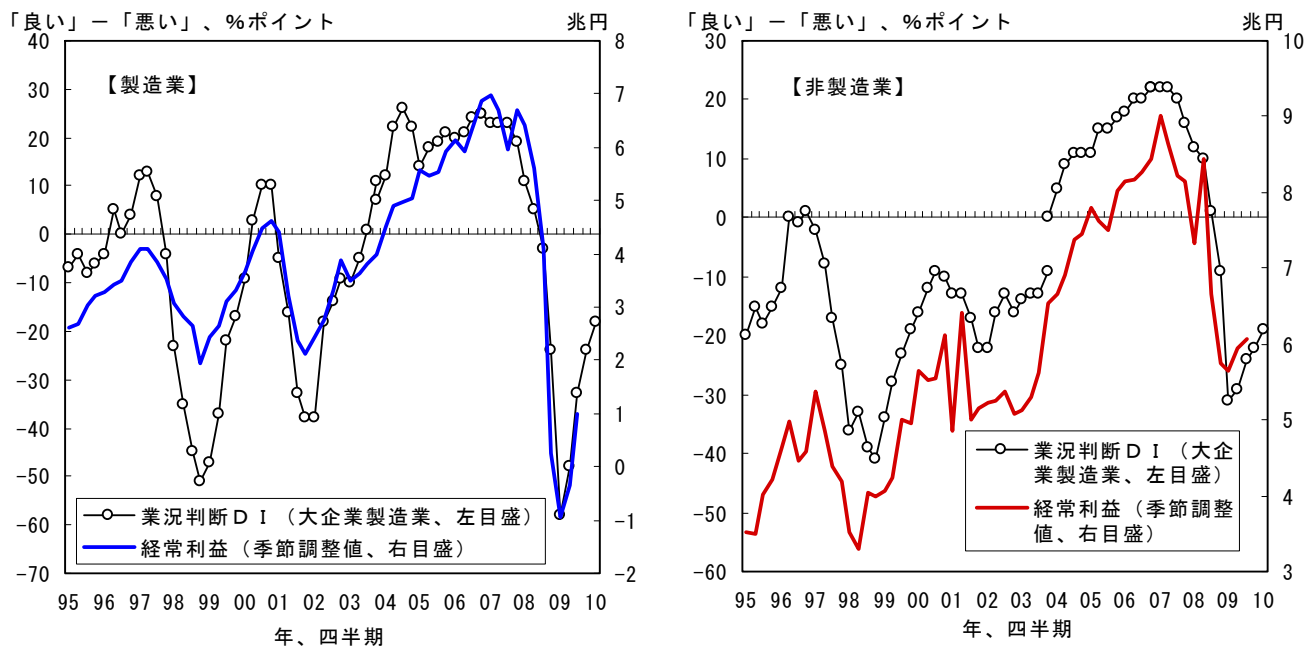 「良い」－「悪い」、％ポイント
兆円
【製造業】
40
30
20
10
0
-10
-20
-30
-40
-50
-60
-70
8
7
6
5
4
3
2
1
0
-1
-2
業況判断ＤＩ（大企業製造業、左目盛）
経常利益（季節調整値、右目盛）
95 96 97 98 99 00 01 02 03 04 05 06 07 08 09 10
年、四半期
「良い」－「悪い」、％ポイント
兆円
【非製造業】
30
20
10
0
-10
-20
-30
-40
-50
-60
10
9
8
7
6
5
4
3
業況判断ＤＩ（大企
業製造業、左目盛）
経常利益（季節調整
値、右目盛）
95 96 97 98 99 00 01 02 03 04 05 06 07 08 09 10
年、四半期